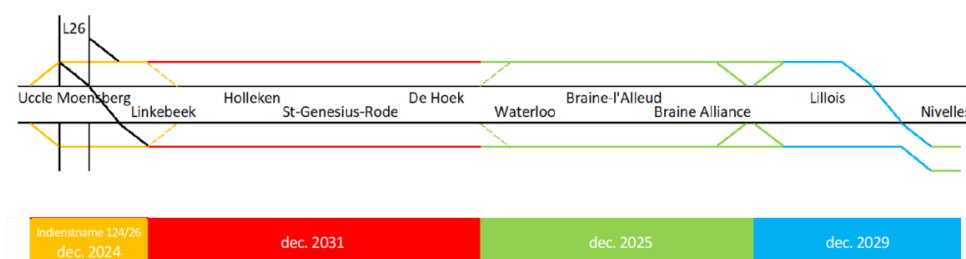 L26
Uccle Moensberg
Linkebeek
Holleken
St-Genesius-Rode
De Hoek
Waterloo
Braine-l'Alleud
Braine Alliance
Lillois
Nivelles
Indienstname 124/26
dec. 2024
dec. 2031
dec. 2025
dec. 2029